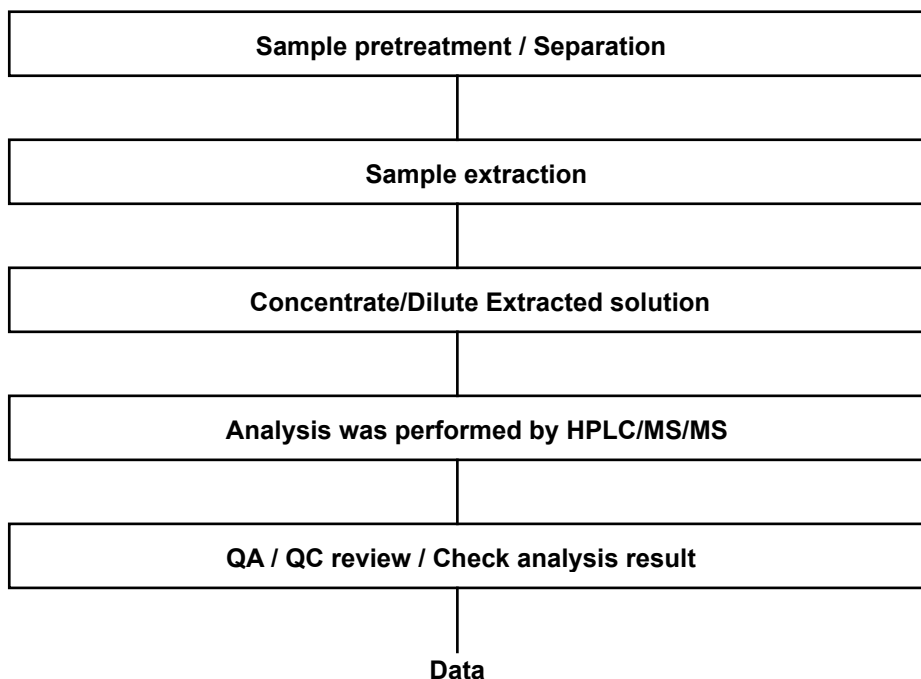 Sample pretreatment / Separation
Sample extraction
Concentrate/Dilute Extracted solution
Analysis was performed by HPLC/MS/MS
QA / QC review / Check analysis result
Data